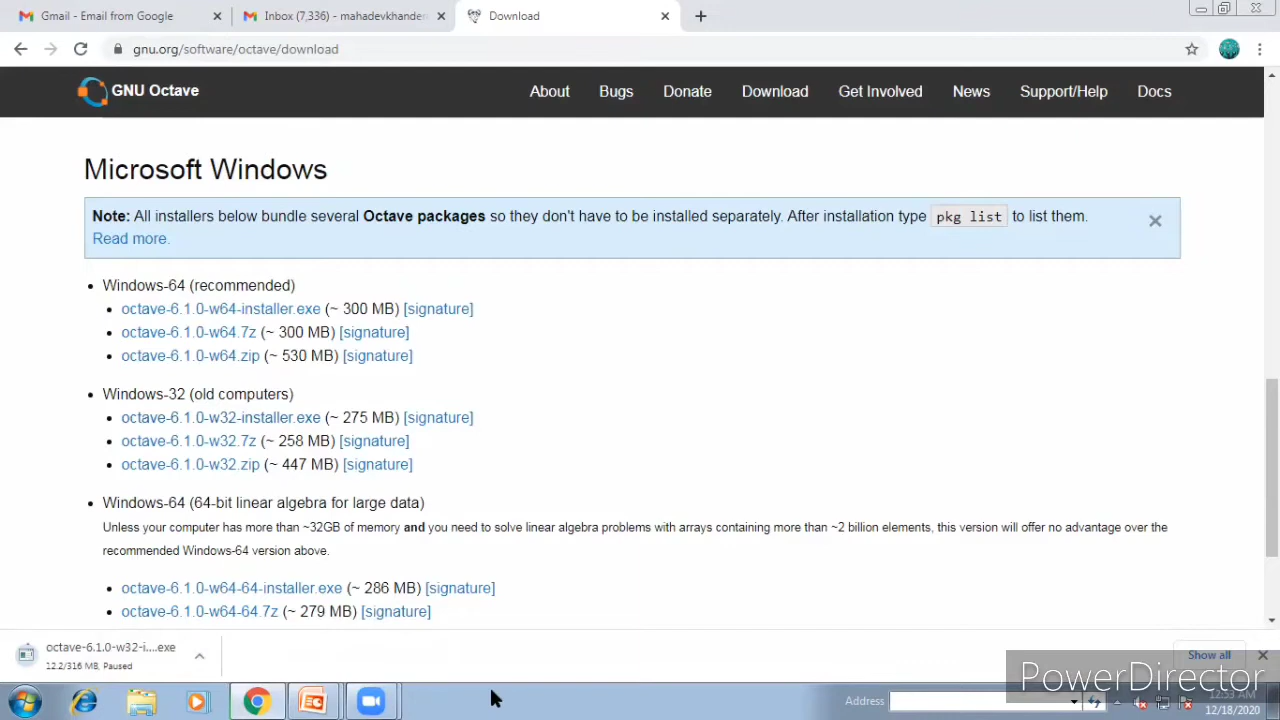 Gmail - Email from Google
Inbox (7,336) - mahadevkhanden
Download
gnu.org/software/octave/download
GNU Octave
About Bugs Donate Download Get Involved News Support/Help Docs
Microsoft Windows
Note: All installers below bundle several Octave packages so they don't have to be installed separately. After installation type pkg list to list them.
Read more.
Windows-64 (recommended)
octave-6.1.0-w64-installer.exe (~ 300 MB) [signature]
octave-6.1.0-w64.7z (~ 300 MB) [signature]
octave-6.1.0-w64.zip (~ 530 MB) [signature]
Windows-32 (old computers)
octave-6.1.0-w32-installer.exe (~ 275 MB) [signature]
octave-6.1.0-w32.7z (~ 258 MB) [signature]
octave-6.1.0-w32.zip (~ 447 MB) [signature]
Windows-64 (64-bit linear algebra for large data)
Unless your computer has more than ~32GB of memory and you need to solve linear algebra problems with arrays containing more than ~2 billion elements, this version will offer no advantage over the
recommended Windows-64 version above.
octave-6.1.0-w64-64-installer.exe (~ 286 MB) [signature]
octave-6.1.0-w64-64.7z (~ 279 MB) [signature]
octave-6.1.0-w32-i....exe
12.2/316 MB, Paused
Show all
PowerDirector
Address
12:53 AM
12/18/2020